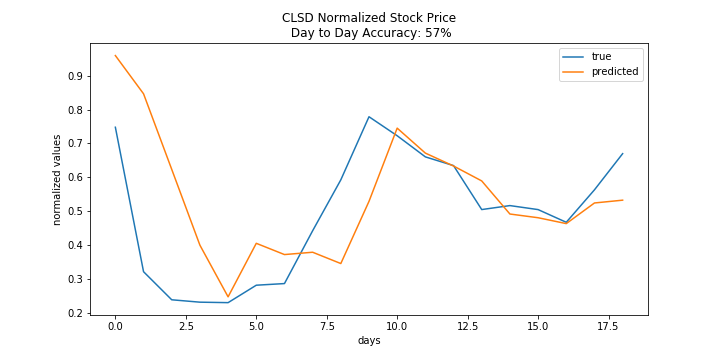 CLSD Normalized Stock Price
Day to Day Accuracy: 57%
true
predicted
normalized values
0.9
0.8
0.7
0.6
0.5
0.4
0.3
0.2
0.0
2.5
5.0
7.5
10.0
12.5
15.0
17.5
days